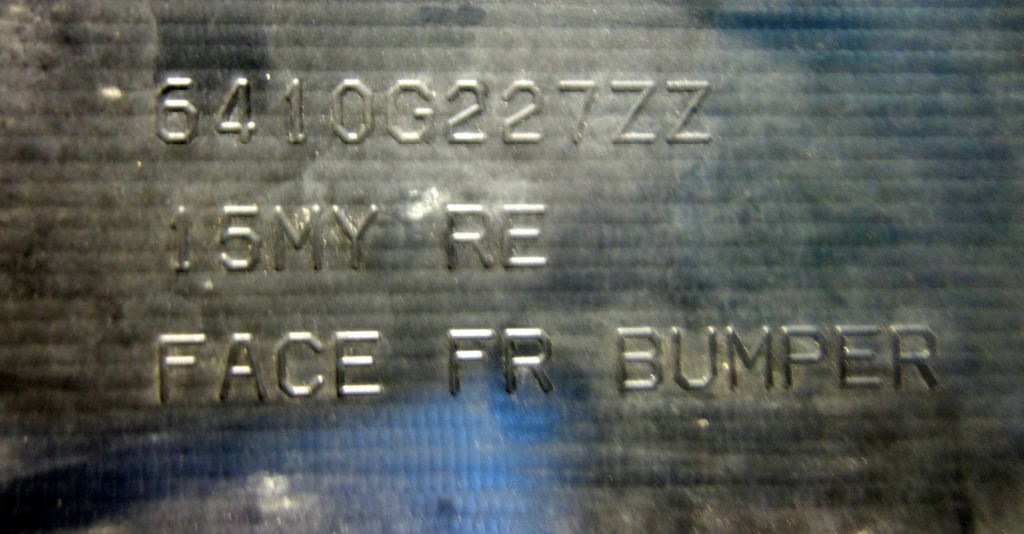 6410G227ZZ
15MY RE
FACE FR BUMPER